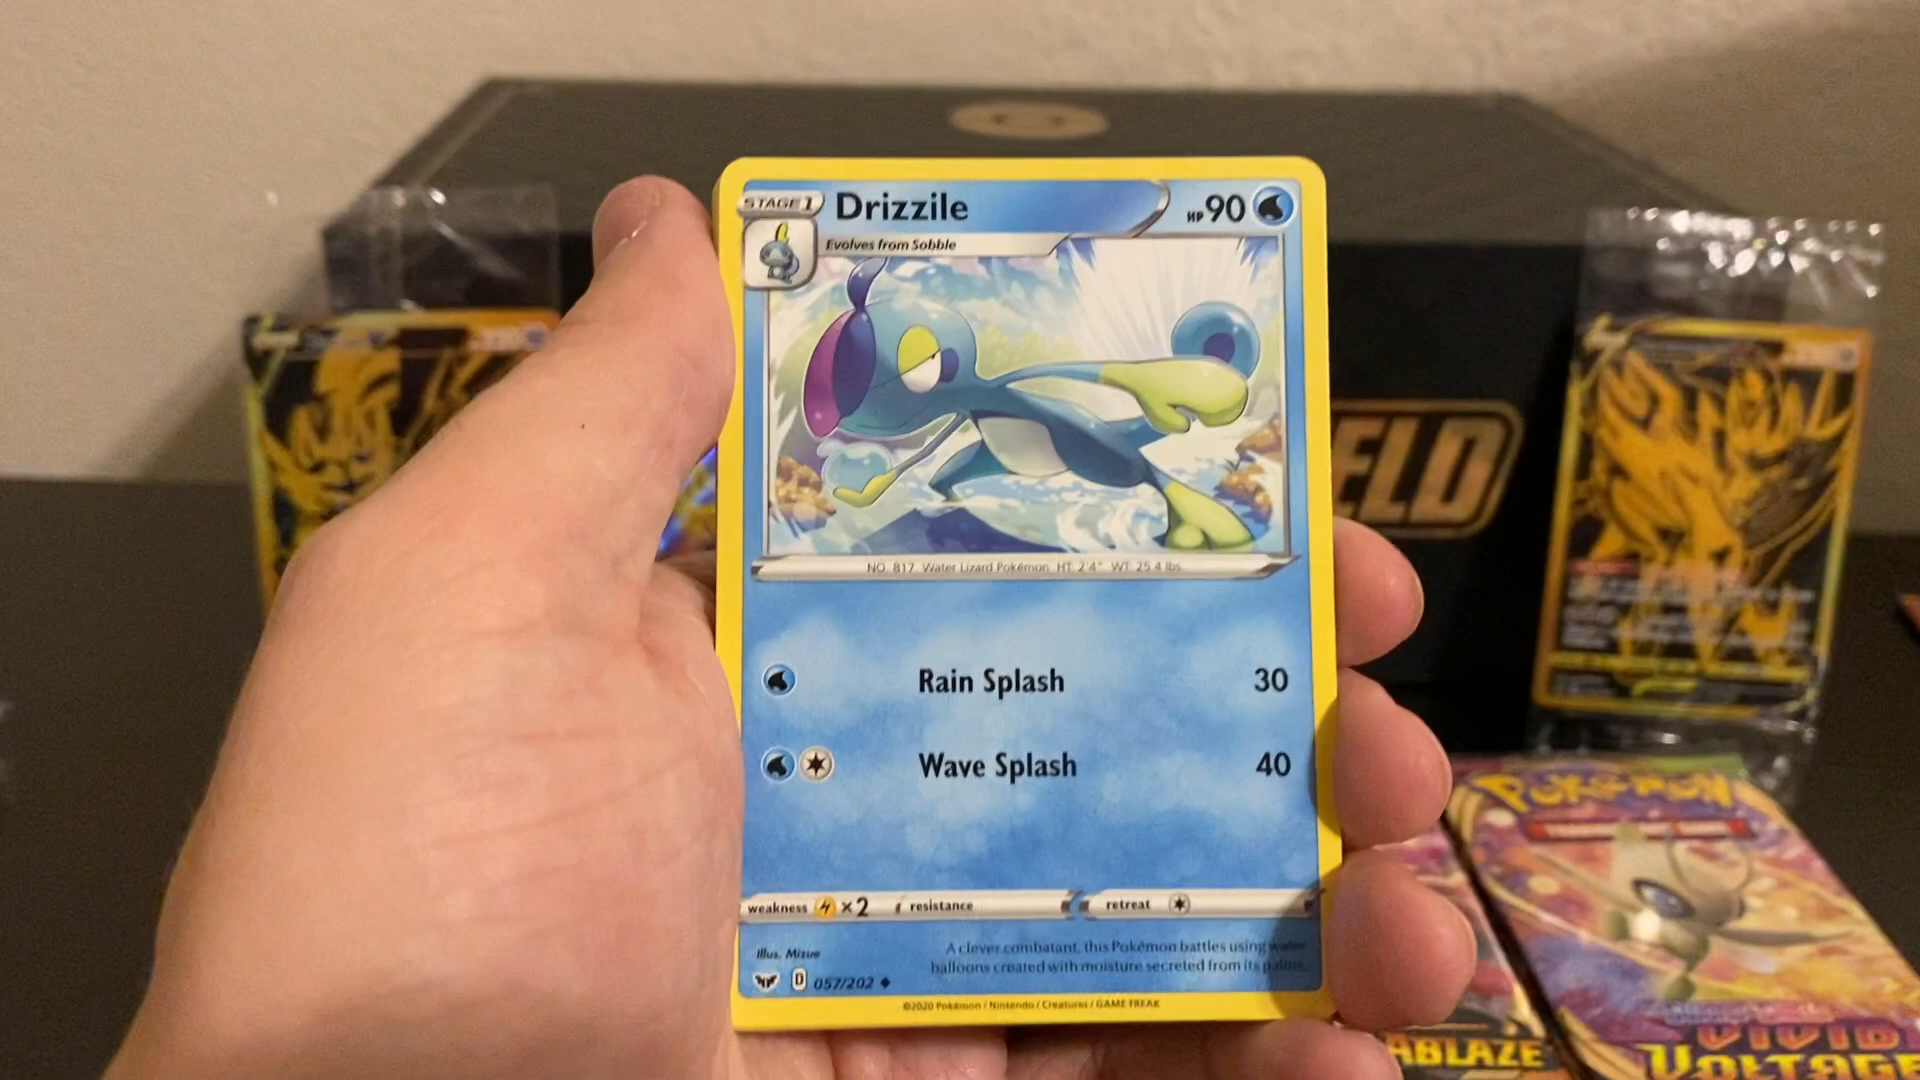 STAGE 1
Drizzile
HP 90
Evolves from Sobble
NO. 817 Water Lizard Pokémon HT: 2'4" WT: 25.4 lbs.
Rain Splash 30
Wave Splash 40
weakness ×2 resistance retreat
Illus. Mizue
A clever combatant, this Pokémon battles using water
balloons created with moisture secreted from its palms.
D 057/202
©2020 Pokémon / Nintendo / Creatures / GAME FREAK
ELD
POKÉMON
ABLAZE
VIVID
VOLTAGE